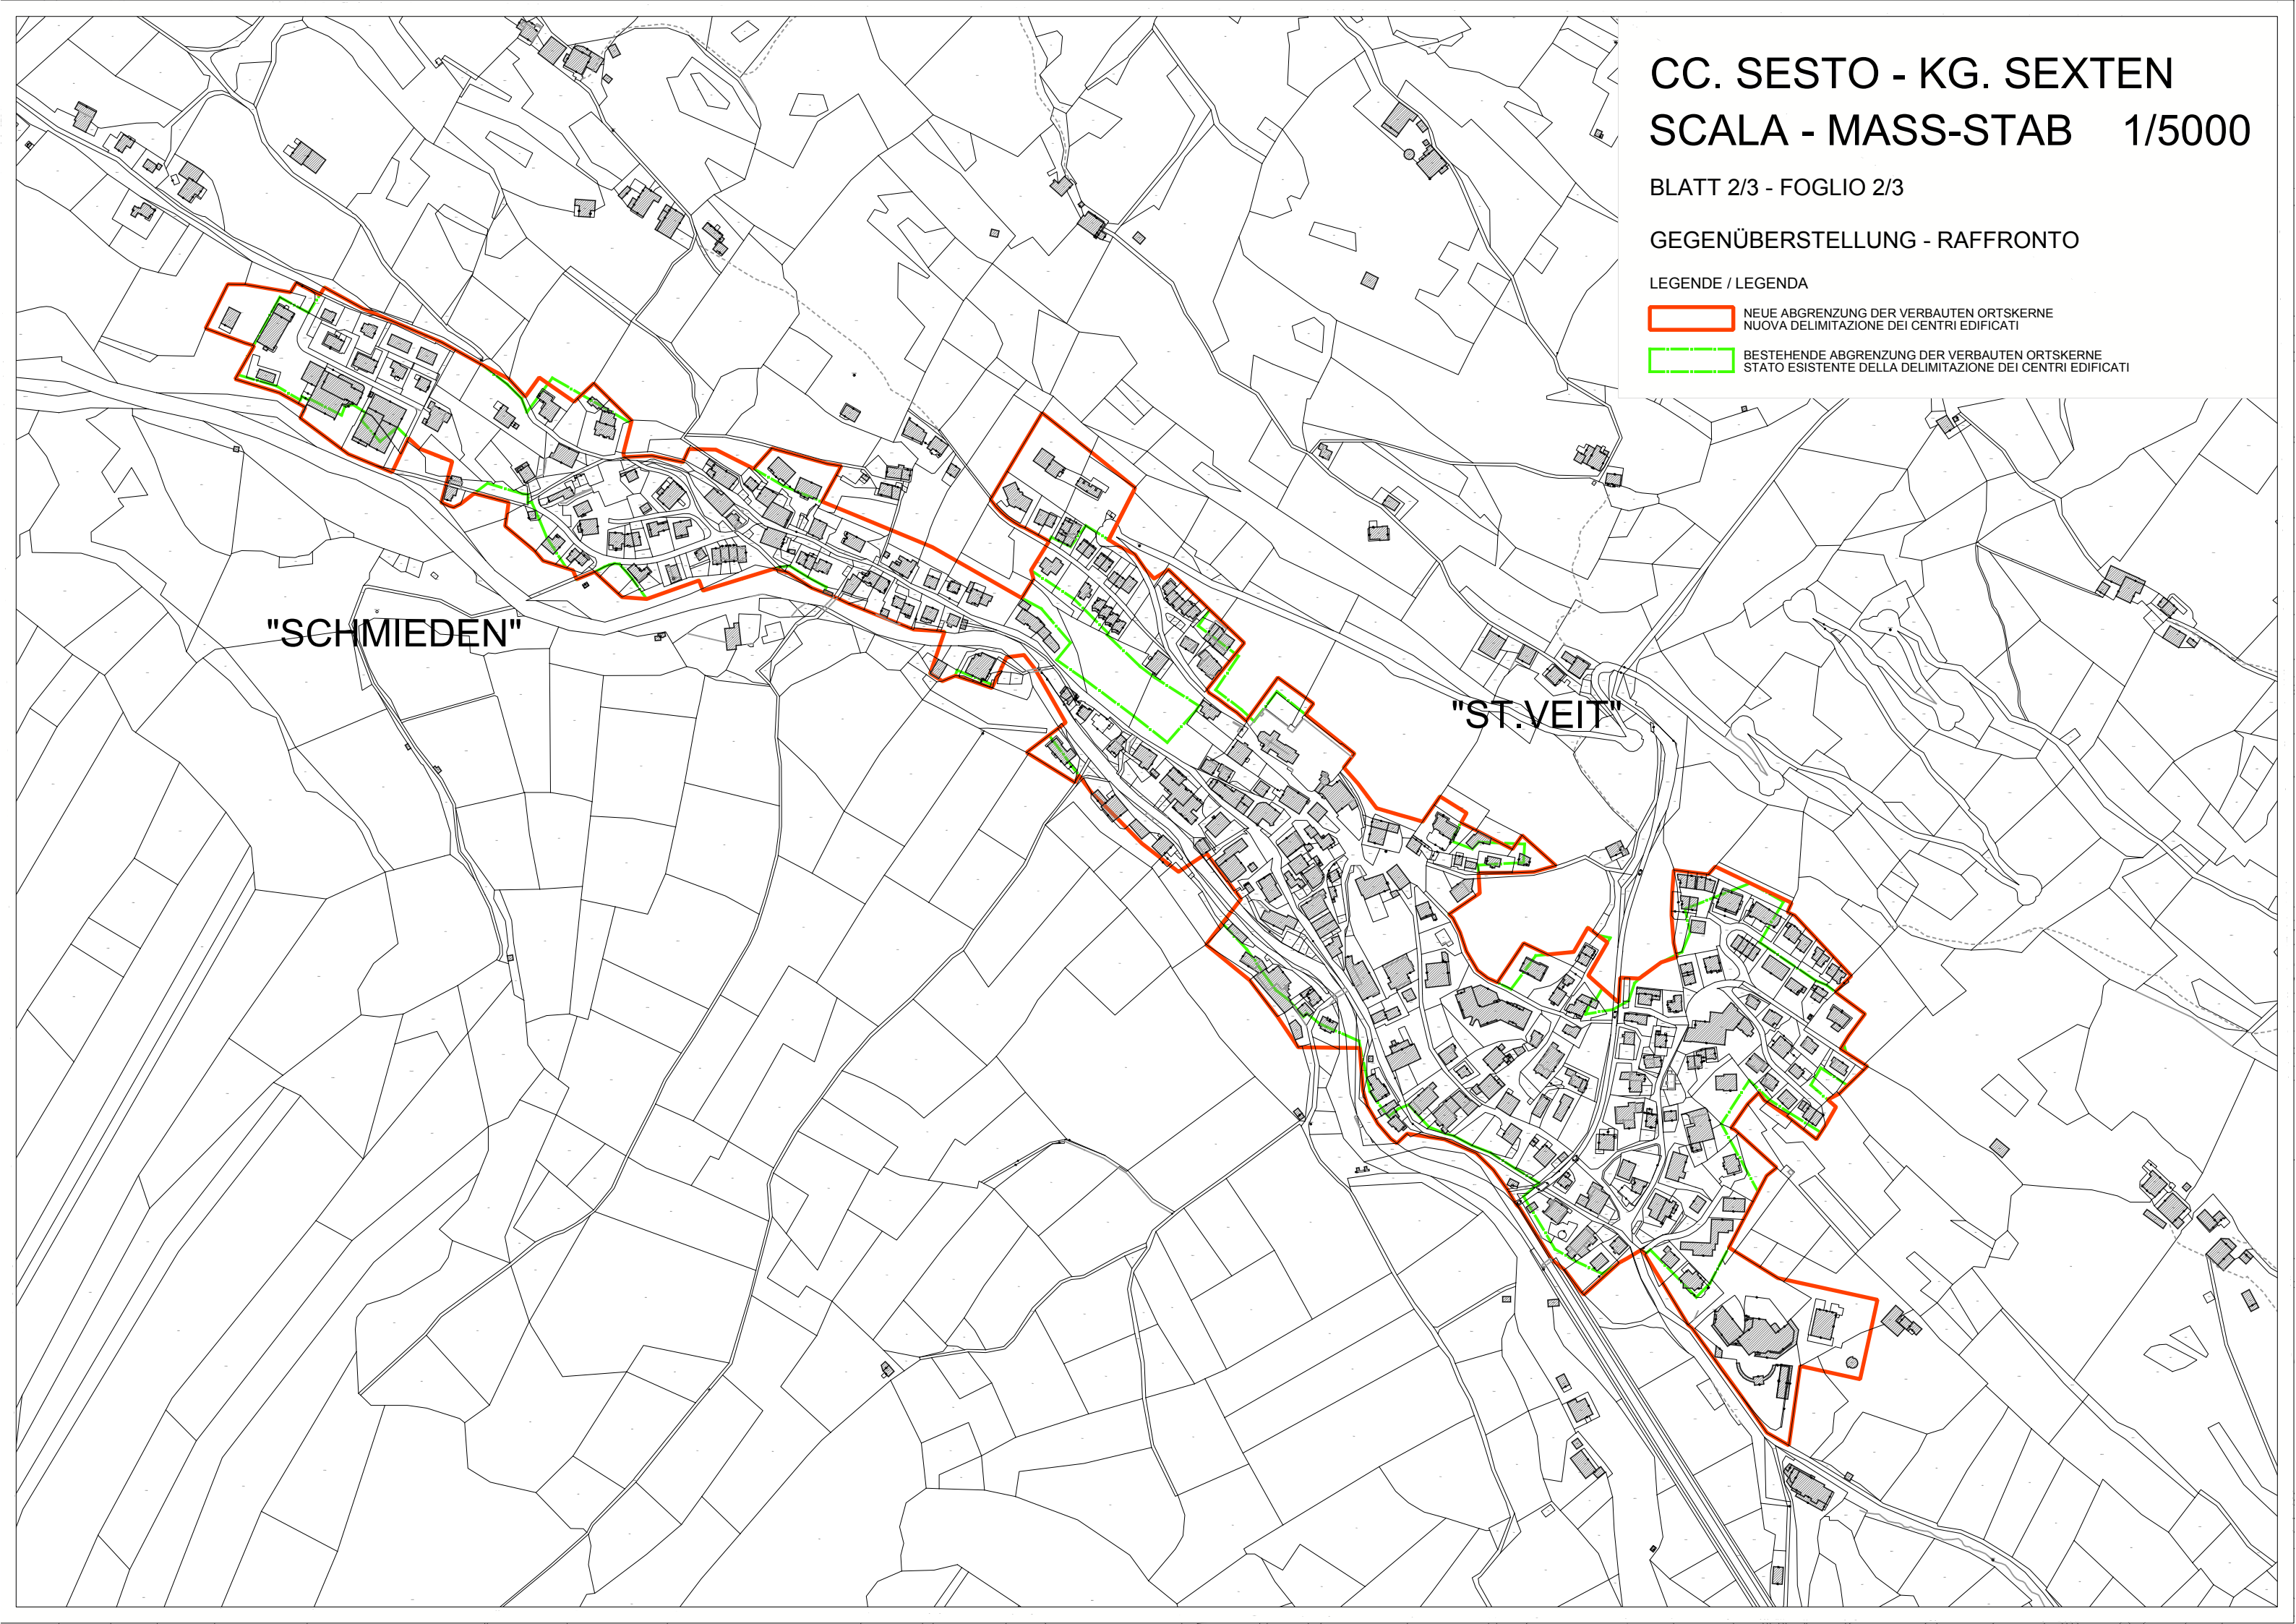 CC. SESTO - KG. SEXTEN
SCALA - MASS-STAB 1/5000
BLATT 2/3 - FOGLIO 2/3
GEGENÜBERSTELLUNG - RAFFRONTO
LEGENDE / LEGENDA
NEUE ABGRENZUNG DER VERBAUTEN ORTSKERNE
NUOVA DELIMITAZIONE DEI CENTRI EDIFICATI
BESTEHENDE ABGRENZUNG DER VERBAUTEN ORTSKERNE
STATO ESISTENTE DELLA DELIMITAZIONE DEI CENTRI EDIFICATI
"SCHMIEDEN"
"ST.VEIT"